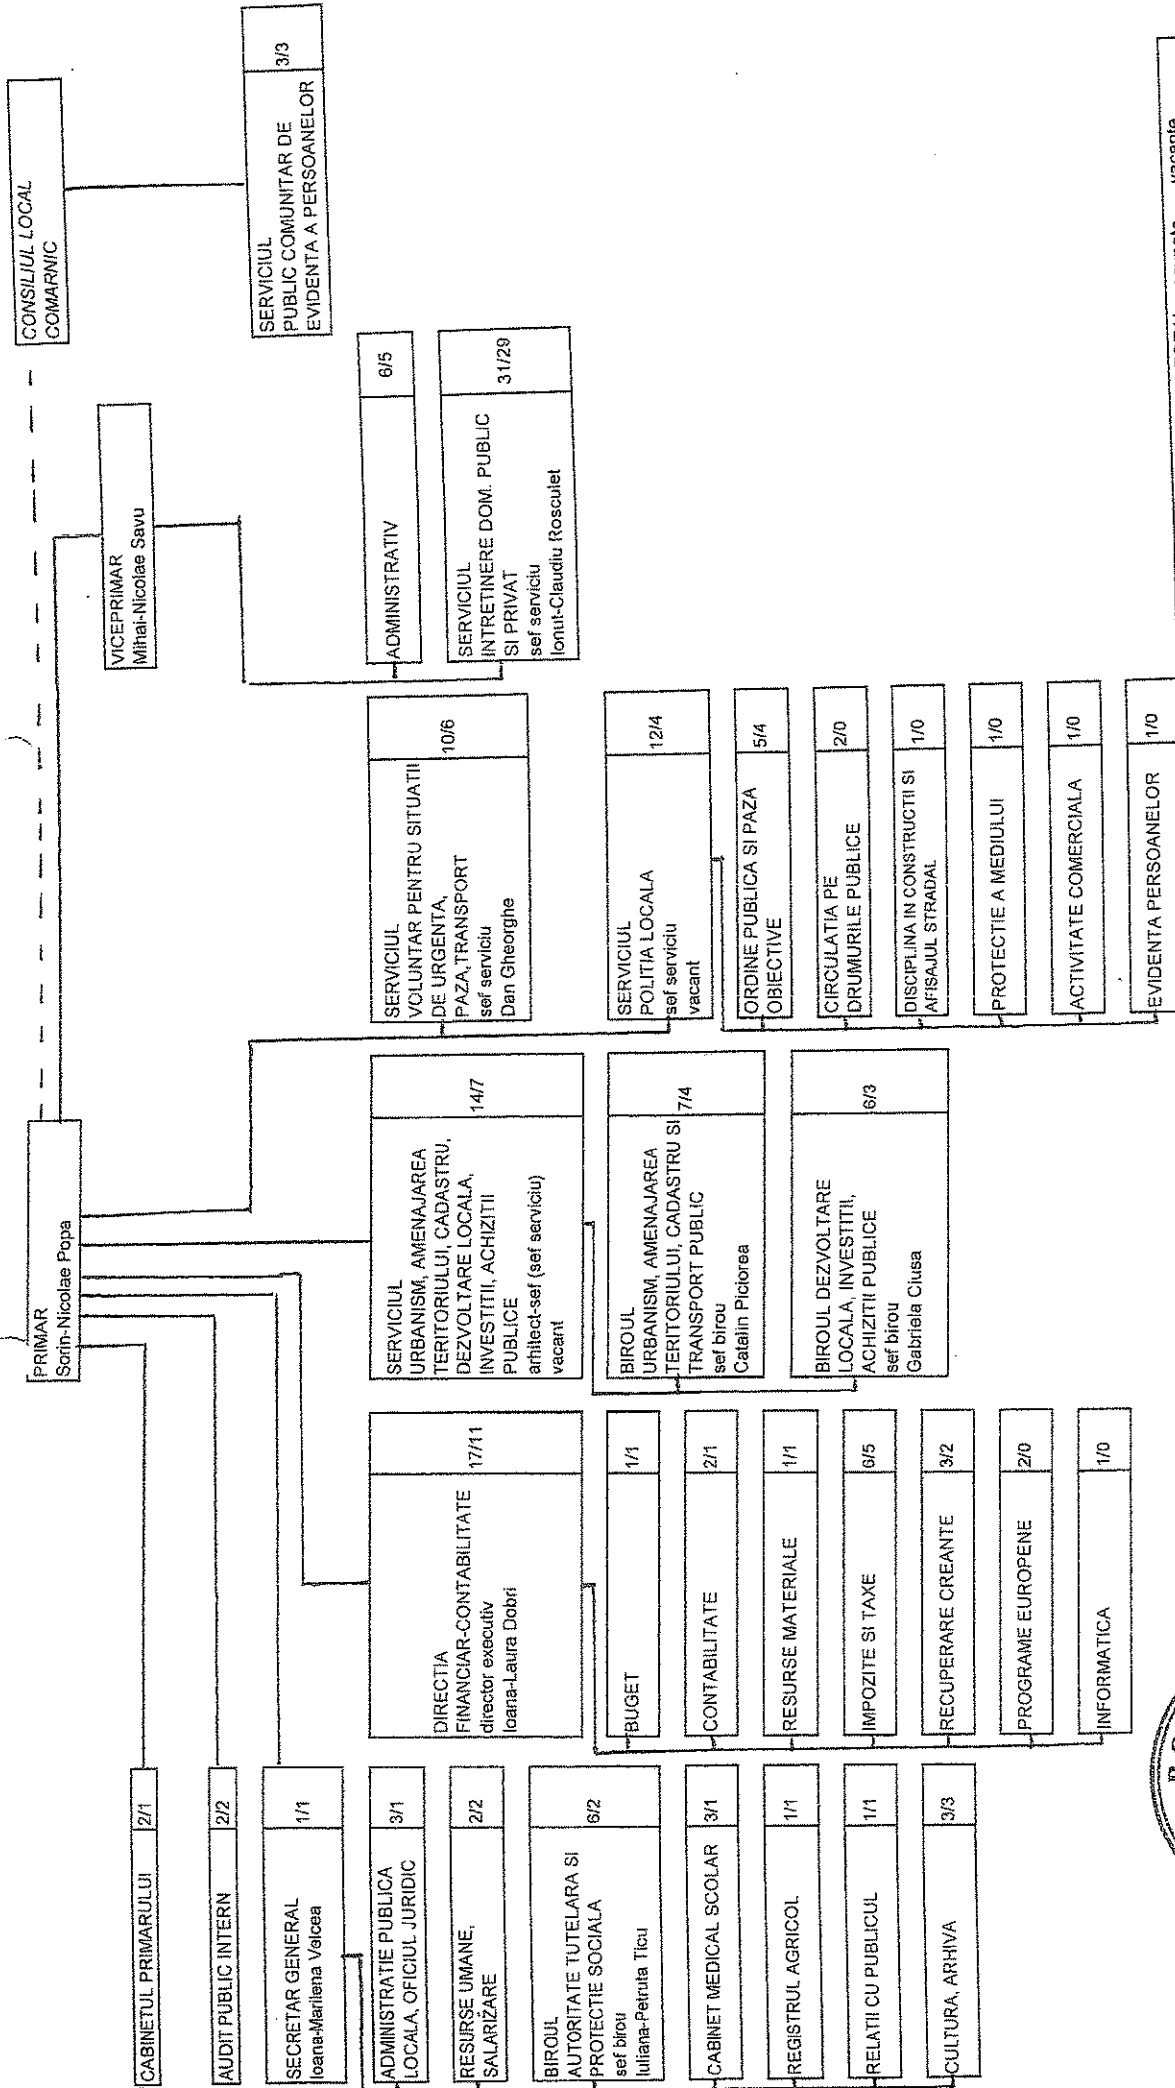 CONSILIUL LOCAL
COMARNIC
PRIMAR
Sorin-Nicolae Popa
VICEPRIMAR
Mihai-Nicolae Savu
SERVICIUL
PUBLIC COMUNITAR DE
EVIDENTA A PERSOANELOR
3/3
CABINETUL PRIMARULUI
2/1
AUDIT PUBLIC INTERN
2/2
SECRETAR GENERAL
Ioana-Marilena Velcea
1/1
ADMINISTRATIE PUBLICA
LOCALA, OFICIUL JURIDIC
3/1
RESURSE UMANE,
SALARIZARE
2/2
BIROUL
AUTORITATE TUTELARA SI
PROTECTIE SOCIALA
sef birou
Iuliana-Petruta Ticu
6/2
CABINET MEDICAL SCOLAR
3/1
REGISTRUL AGRICOL
1/1
RELATII CU PUBLICUL
1/1
CULTURA, ARHIVA
3/3
DIRECTIA
FINANCIAR-CONTABILITATE
director executiv
Ioana-Laura Dobri
17/11
BUGET
1/1
CONTABILITATE
2/1
RESURSE MATERIALE
1/1
IMPOZITE SI TAXE
6/5
RECUPERARE CREANTE
3/2
PROGRAME EUROPENE
2/0
INFORMATICA
1/0
SERVICIUL
URBANISM, AMENAJAREA
TERITORIULUI, CADASTRU,
DEZVOLTARE LOCALA,
INVESTITII, ACHIZITII
PUBLICE
arhitect-sef (sef serviciu)
vacant
14/7
BIROUL
URBANISM, AMENAJAREA
TERITORIULUI, CADASTRU SI
TRANSPORT PUBLIC
sef birou
Catalin Piciorea
7/4
BIROUL DEZVOLTARE
LOCALA, INVESTITII,
ACHIZITII PUBLICE
sef birou
Gabriela Ciusa
6/3
SERVICIUL
VOLUNTAR PENTRU SITUATII
DE URGENTA,
PAZA,TRANSPORT
sef serviciu
Dan Gheorghe
10/6
SERVICIUL
POLITIA LOCALA
sef serviciu
vacant
12/4
ORDINE PUBLICA SI PAZA
OBIECTIVE
5/4
CIRCULATIA PE
DRUMURILE PUBLICE
2/0
DISCIPLINA IN CONSTRUCTII SI
AFISAJUL STRADAL
1/0
PROTECTIE A MEDIULUI
1/0
ACTIVITATE COMERCIALA
1/0
EVIDENTA PERSOANELOR
1/0
ADMINISTRATIV
6/5
SERVICIUL
INTRETINERE DOM. PUBLIC
SI PRIVAT
sef serviciu
Ionut-Claudiu Rosculet
31/29
vacante